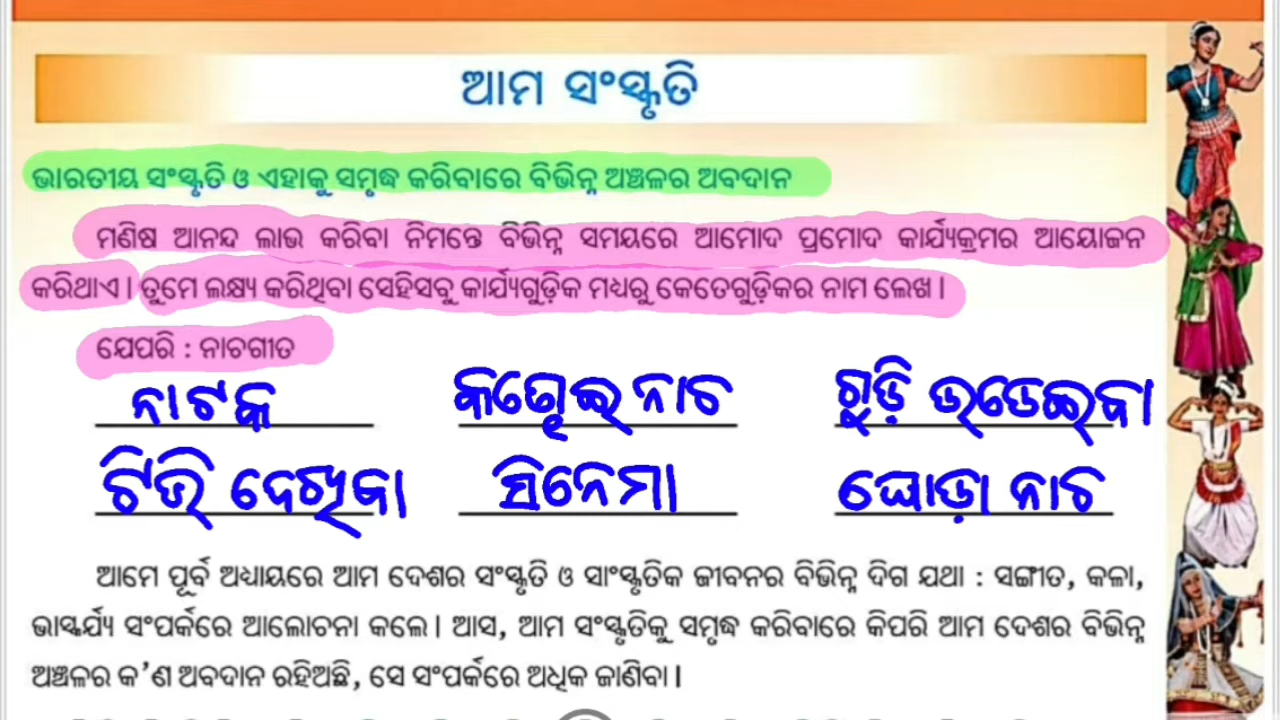 ଆମ ସଂସ୍କୃତି
ଭାରତୀୟ ସଂସ୍କୃତି ଓ ଏହାକୁ ସମୃଦ୍ଧ କରିବାରେ ବିଭିନ୍ନ ଅଞ୍ଚଳର ଅବଦାନ
ମଣିଷ ଆନନ୍ଦ ଲାଭ କରିବା ନିମନ୍ତେ ବିଭିନ୍ନ ସମୟରେ ଆମୋଦ ପ୍ରମୋଦ କାର୍ଯ୍ୟକ୍ରମର ଆୟୋଜନ
କରିଥାଏ । ତୁମେ ଲକ୍ଷ୍ୟ କରିଥିବା ସେହିସବୁ କାର୍ଯ୍ୟଗୁଡ଼ିକ ମଧ୍ୟରୁ କେତେଗୁଡ଼ିକର ନାମ ଲେଖ ।
ଯେପରି : ନାଚଗୀତ
ନାଟକ କଣ୍ଢେଇ ନାଚ ଗୁଡ଼ି ଉଡେଇବା
ଟିଭି ଦେଖିବା ସିନେମା ଘୋଡ଼ା ନାଚ
ଆମେ ପୂର୍ବ ଅଧ୍ୟାୟରେ ଆମ ଦେଶର ସଂସ୍କୃତି ଓ ସାଂସ୍କୃତିକ ଜୀବନର ବିଭିନ୍ନ ଦିଗ ଯଥା : ସଙ୍ଗୀତ, କଳା,
ଭାସ୍କର୍ଯ୍ୟ ସଂପର୍କରେ ଆଲୋଚନା କଲେ । ଆସ, ଆମ ସଂସ୍କୃତିକୁ ସମୃଦ୍ଧ କରିବାରେ କିପରି ଆମ ଦେଶର ବିଭିନ୍ନ
ଅଞ୍ଚଳର କ'ଣ ଅବଦାନ ରହିଅଛି, ସେ ସଂପର୍କରେ ଅଧିକ ଜାଣିବା ।